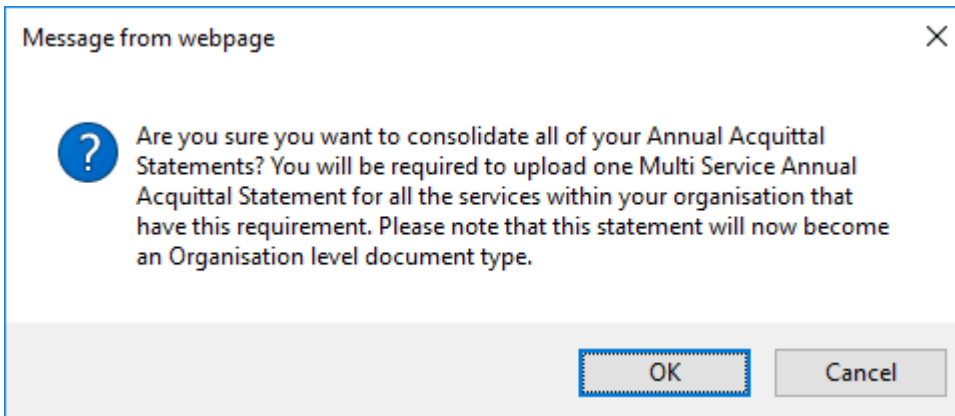 Message from webpage
?
Are you sure you want to consolidate all of your Annual Acquittal
Statements? You will be required to upload one Multi Service Annual
Acquittal Statement for all the services within your organisation that
have this requirement. Please note that this statement will now become
an Organisation level document type.
OK
Cancel